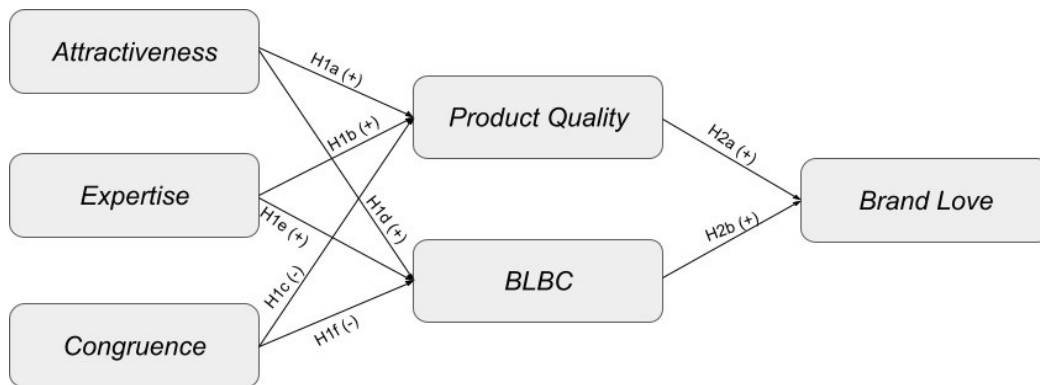 Attractiveness
H1a (+)
Product Quality
H1b (+)
H2a (+)
Expertise
Brand Love
H1e (+)
H1d (+)
H2b (+)
H1c (-)
BLBC
H1f (-)
Congruence